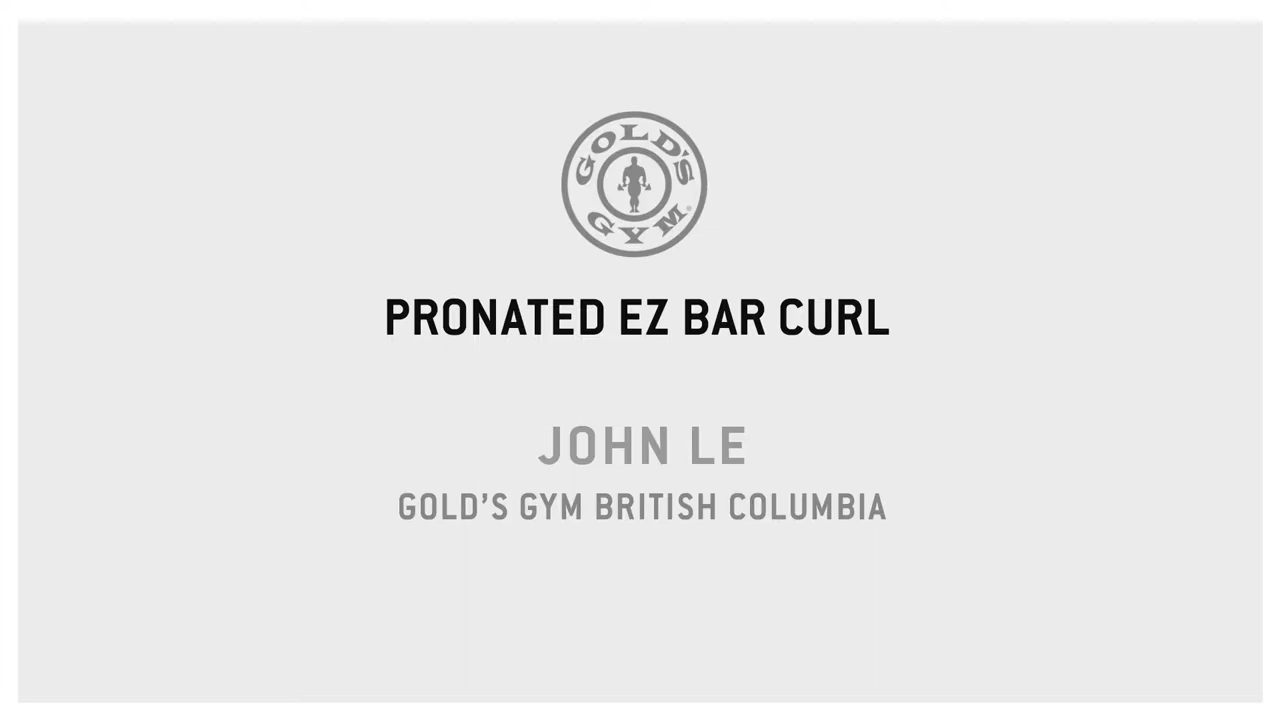 GOLD'S
GYM®
PRONATED EZ BAR CURL
JOHN LE
GOLD'S GYM BRITISH COLUMBIA